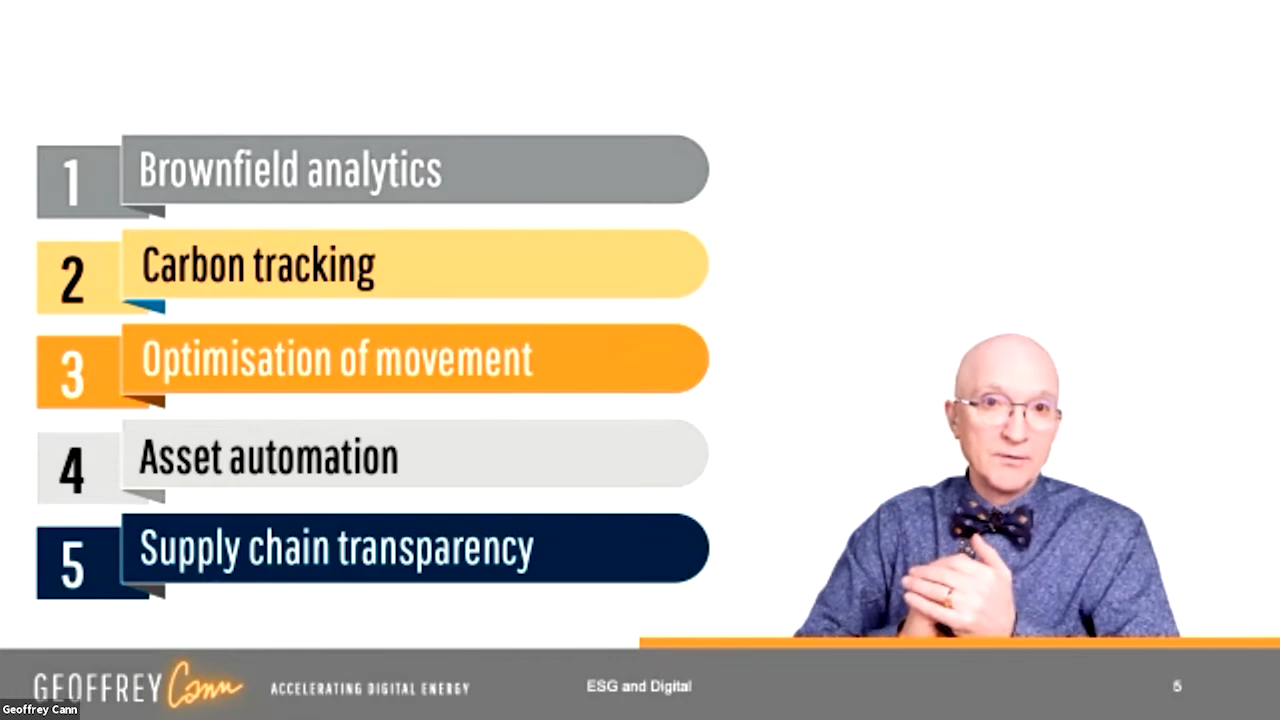 1 Brownfield analytics
2 Carbon tracking
3 Optimisation of movement
4 Asset automation
5 Supply chain transparency
GEOFFREY Cann ACCELERATING DIGITAL ENERGY ESG and Digital 5
Geoffrey Cann